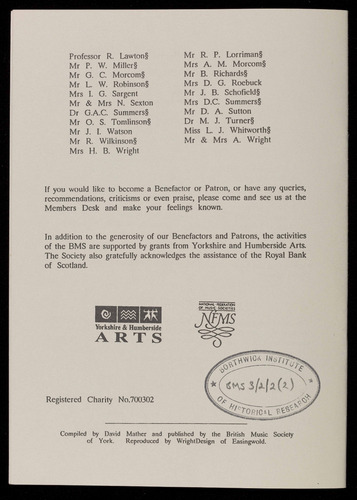 Professor R. Lawton§
Mr P. W. Miller§
Mr G. C. Morcom§
Mr L. W. Robinson§
Mrs I. G. Sargent
Mr & Mrs N. Sexton
Dr G.A.C. Summers§
Mr O. S. Tomlinson§
Mr J. I. Watson
Mr R. Wilkinson§
Mrs H. B. Wright
Mr R. P. Lorriman§
Mrs A. M. Morcom§
Mr B. Richards§
Mrs D. G. Roebuck
Mr J. B. Schofield§
Mrs D.C. Summers§
Mr D. A. Sutton
Dr M. J. Turner§
Miss L. J. Whitworth§
Mr & Mrs A. Wright
If you would like to become a Benefactor or Patron, or have any queries,
recommendations, criticisms or even praise, please come and see us at the
Members Desk and make your feelings known.
In addition to the generosity of our Benefactors and Patrons, the activities
of the BMS are supported by grants from Yorkshire and Humberside Arts.
The Society also gratefully acknowledges the assistance of the Royal Bank
of Scotland.
Yorkshire & Humberside
ARTS
NATIONAL FEDERATION
OF MUSIC SOCIETIES
NFMS
BORTHWICK INSTITUTE
BMS 3/2/2(2)
OF HISTORICAL RESEARCH
Registered Charity No.700302
Compiled by David Mather and published by the British Music Society
of York. Reproduced by WrightDesign of Easingwold.